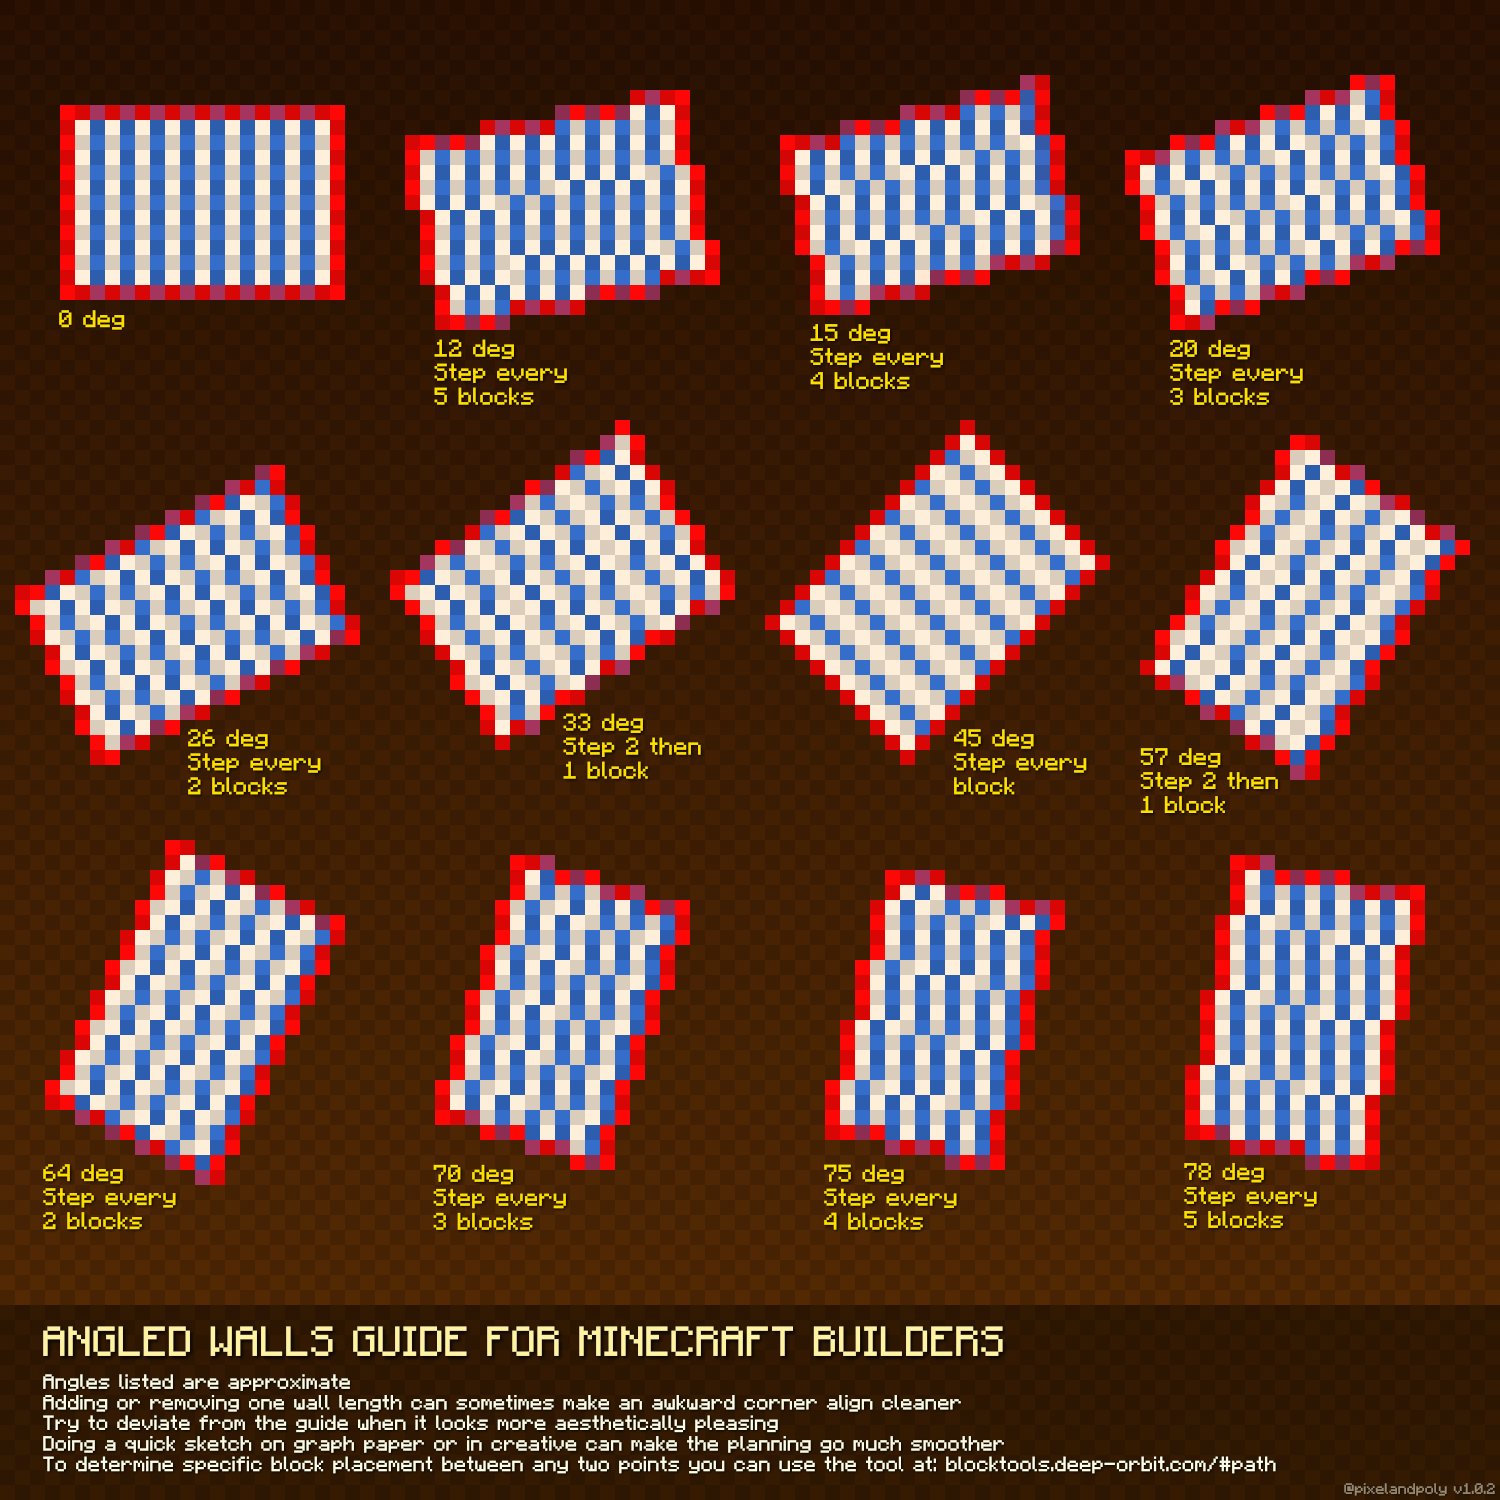 0 deg
12 deg
Step every
5 blocks
15 deg
Step every
4 blocks
20 deg
Step every
3 blocks
26 deg
Step every
2 blocks
33 deg
Step 2 then
1 block
45 deg
Step every
block
57 deg
Step 2 then
1 block
64 deg
Step every
2 blocks
70 deg
Step every
3 blocks
75 deg
Step every
4 blocks
78 deg
Step every
5 blocks
ANGLED WALLS GUIDE FOR MINECRAFT BUILDERS
Angles listed are approximate
Adding or removing one wall length can sometimes make an awkward corner align cleaner
Try to deviate from the guide when it looks more aesthetically pleasing
Doing a quick sketch on graph paper or in creative can make the planning go much smoother
To determine specific block placement between any two points you can use the tool at: blocktools.deep-orbit.com/#path
@pixelandpoly v1.0.2